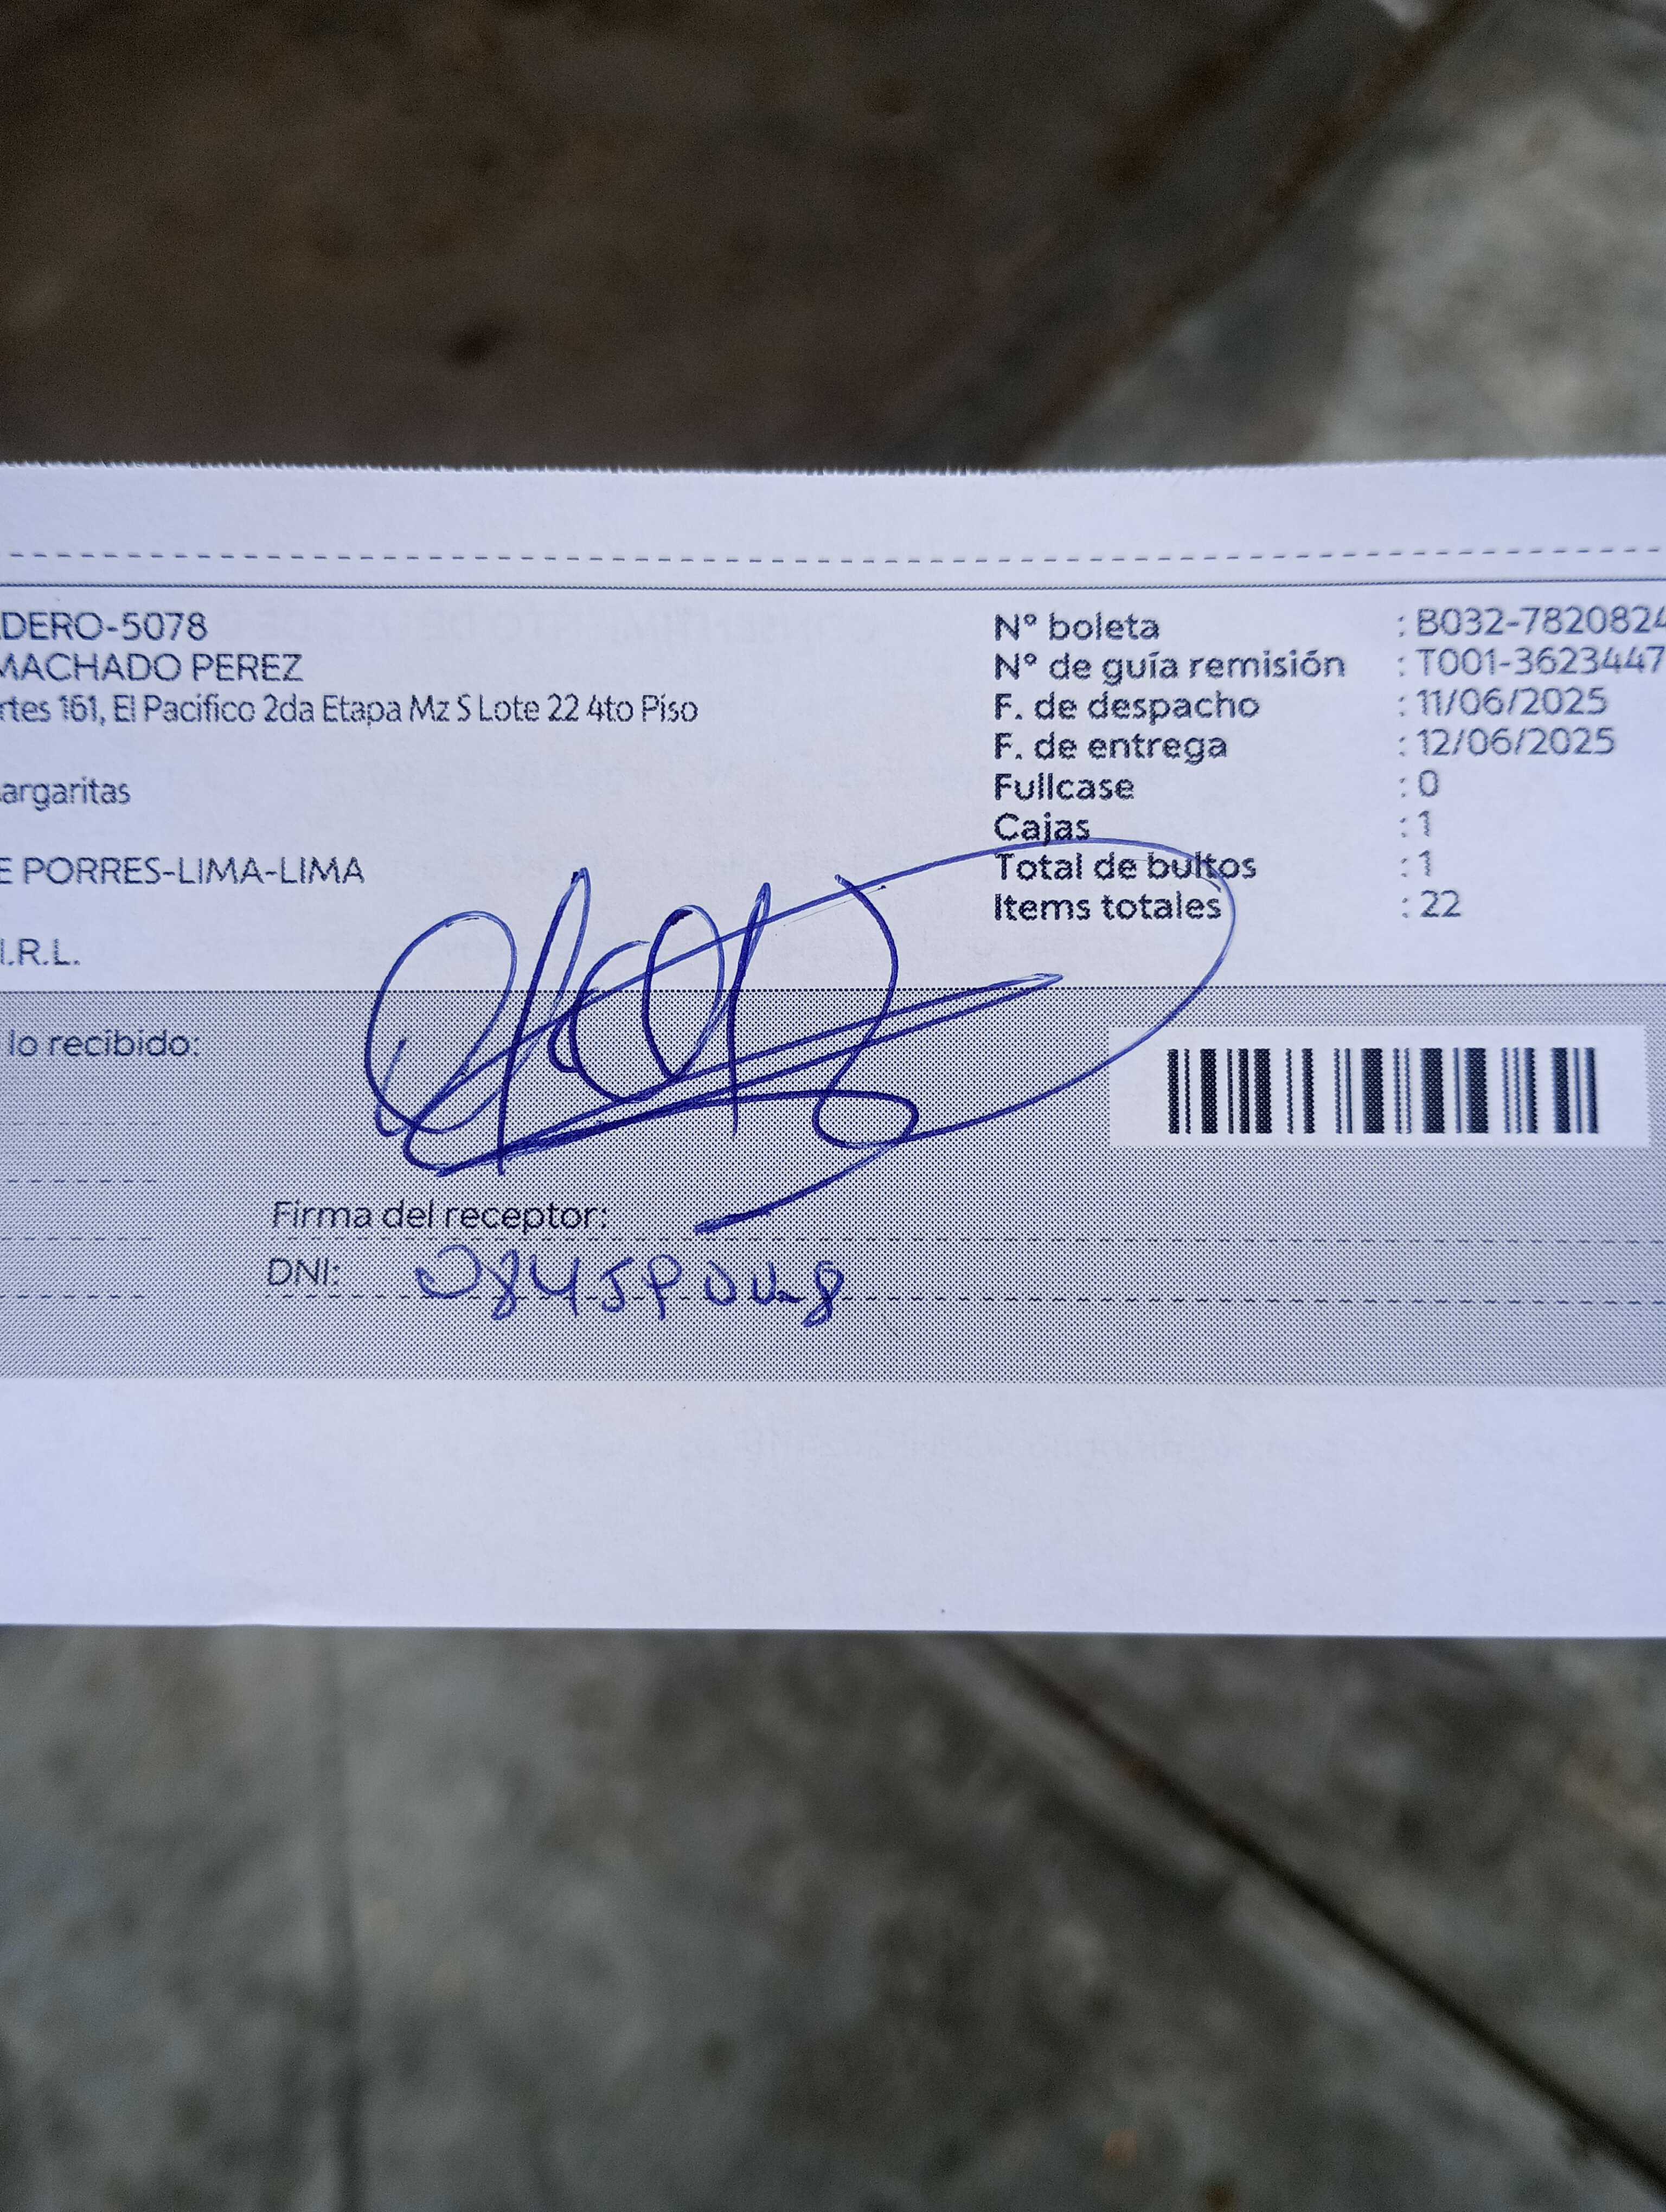 DERO-5078
MACHADO PEREZ
rtes 161, El Pacífico 2da Etapa Mz S Lote 22 4to Piso
argaritas
E PORRES-LIMA-LIMA
I.R.L.
Nº boleta : B032-7820824
Nº de guía remisión : T001-3623447
F. de despacho : 11/06/2025
F. de entrega : 12/06/2025
Fullcase : 0
Cajas : 1
Total de bultos : 1
Items totales : 22
lo recibido:
Firma del receptor:
DNI: